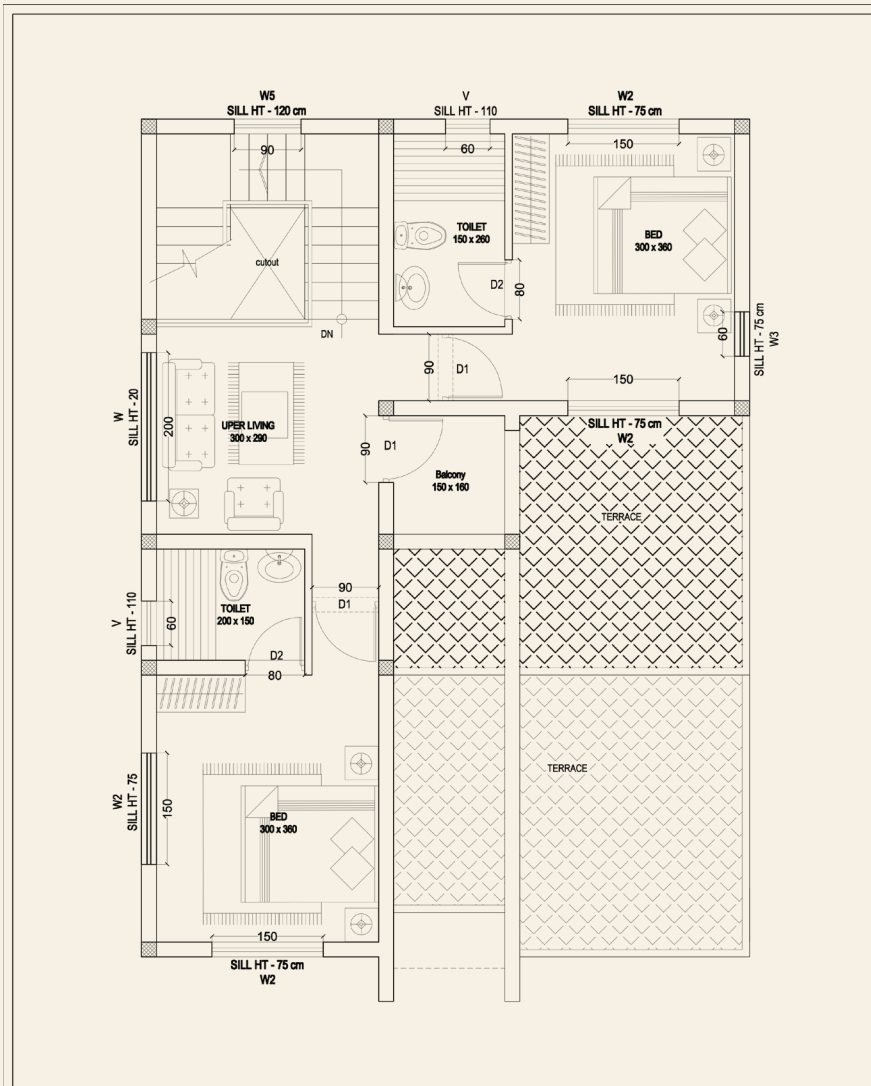 W5
SILL HT - 120 cm
V
SILL HT - 110
W2
SILL HT - 75 cm
90
60
150
TOILET
150 x 260
BED
300 x 360
cutout
D2
80
DN
60
SILL HT - 75 cm
W3
90
D1
150
W
SILL HT - 20
200
UPER LIVING
300 x 290
90
D1
SILL HT - 75 cm
W2
Balcony
150 x 160
TERRACE
V
SILL HT - 110
60
TOILET
200 x 150
90
D1
D2
80
W2
SILL HT - 75
150
TERRACE
BED
300 x 360
150
SILL HT - 75 cm
W2